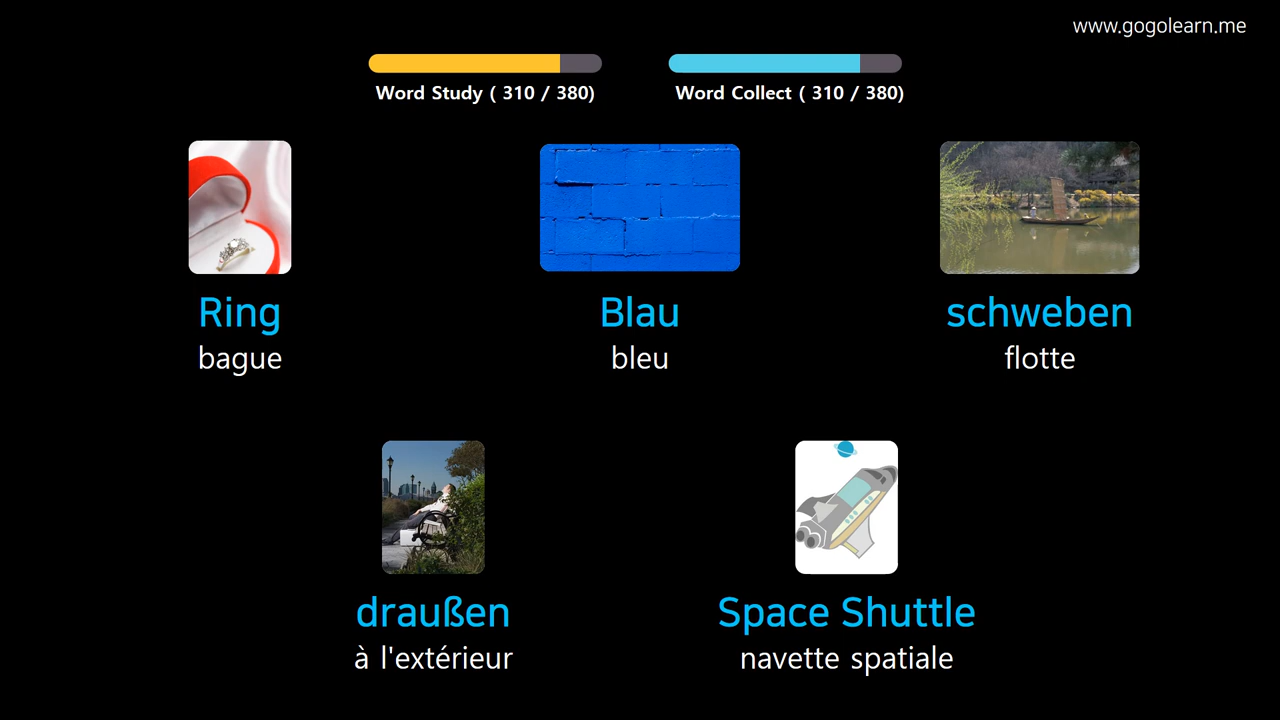 www.gogolearn.me
Word Study ( 310 / 380)
Word Collect ( 310 / 380)
Ring
bague
Blau
bleu
schweben
flotte
draußen
à l'extérieur
Space Shuttle
navette spatiale